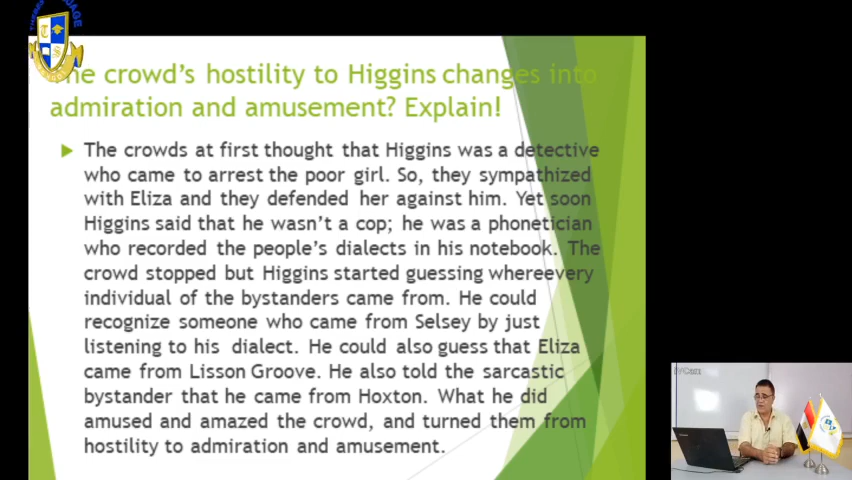 The crowd's hostility to Higgins changes into
admiration and amusement? Explain!
The crowds at first thought that Higgins was a detective
who came to arrest the poor girl. So, they sympathized
with Eliza and they defended her against him. Yet soon
Higgins said that he wasn't a cop; he was a phonetician
who recorded the people's dialects in his notebook. The
crowd stopped but Higgins started guessing whereevery
individual of the bystanders came from. He could
recognize someone who came from Selsey by just
listening to his dialect. He could also guess that Eliza
came from Lisson Groove. He also told the sarcastic
bystander that he came from Hoxton. What he did
amused and amazed the crowd, and turned them from
hostility to admiration and amusement.